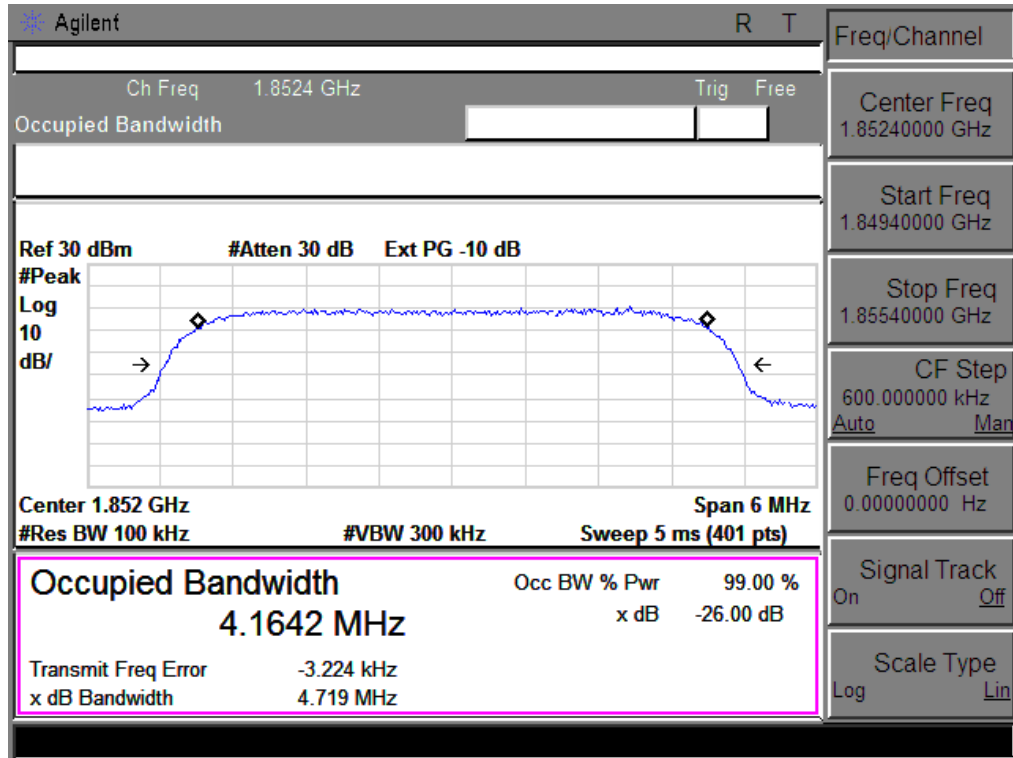 Agilent R T
Ch Freq 1.8524 GHz Trig Free
Occupied Bandwidth
Ref 30 dBm #Atten 30 dB Ext PG -10 dB
#Peak
Log
10
dB/
Center 1.852 GHz Span 6 MHz
#Res BW 100 kHz #VBW 300 kHz Sweep 5 ms (401 pts)
Occupied Bandwidth Occ BW % Pwr 99.00 %
4.1642 MHz x dB -26.00 dB
Transmit Freq Error -3.224 kHz
x dB Bandwidth 4.719 MHz
Freq/Channel
Center Freq
1.85240000 GHz
Start Freq
1.84940000 GHz
Stop Freq
1.85540000 GHz
CF Step
600.000000 kHz
Auto Man
Freq Offset
0.00000000 Hz
Signal Track
On Off
Scale Type
Log Lin